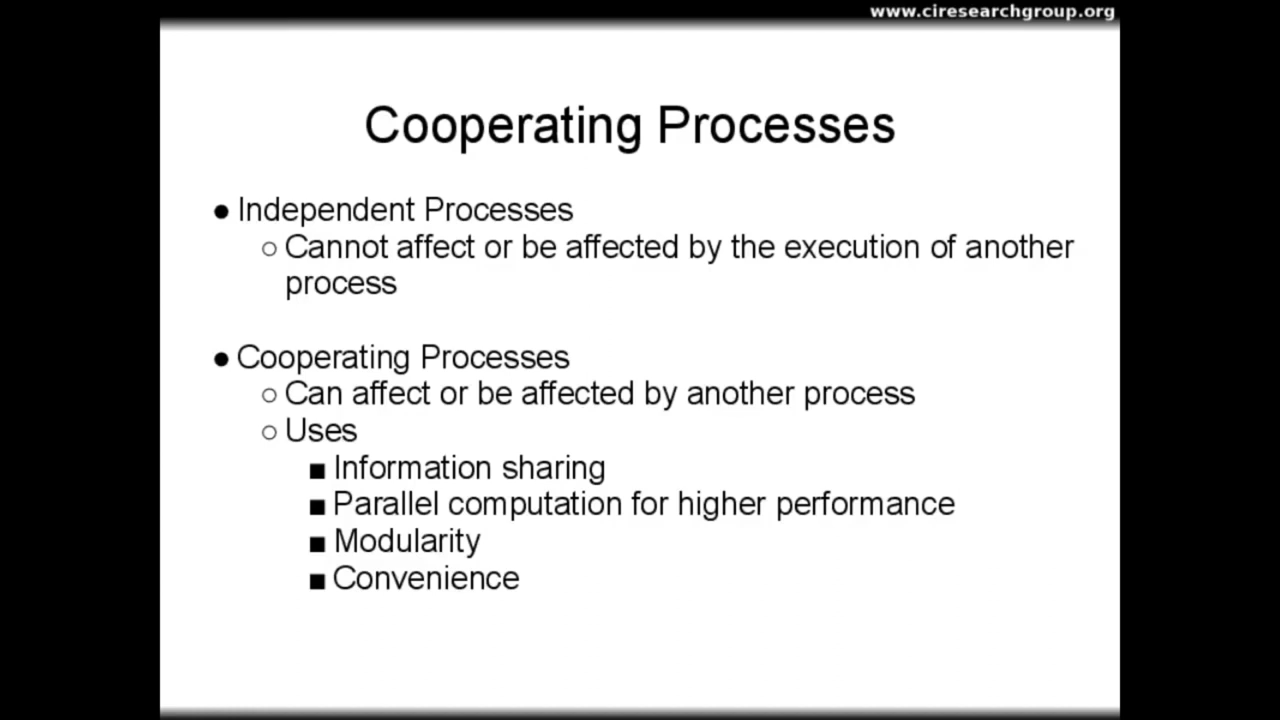 www.ciresearchgroup.org
Cooperating Processes
● Independent Processes
○ Cannot affect or be affected by the execution of another
process
● Cooperating Processes
○ Can affect or be affected by another process
○ Uses
■ Information sharing
■ Parallel computation for higher performance
■ Modularity
■ Convenience